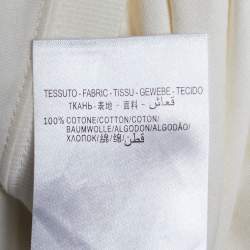 TESSUTO - FABRIC - TISSU - GEWEBE - TECIDO
ТКАНЬ - 表地 - 面料 - قماش
100% COTONE/COTTON/COTON/
BAUMWOLLE/ALGODON/ALGODÃO/
ХЛОПОК/綿/棉/قطن